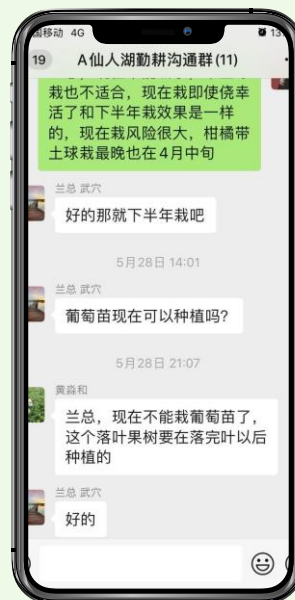 国移动 4G
13
19
A仙人湖勤耕沟通群(11)
栽也不适合，现在栽即使侥幸
活了和下半年栽效果是一样
的，现在栽风险很大，柑橘带
土球栽最晚也在4月中旬
兰总 武穴
好的那就下半年栽吧
5月28日 14:01
兰总 武穴
葡萄苗现在可以种植吗?
5月28日 21:07
黄淼和
兰总，现在不能栽葡萄苗了，
这个落叶果树要在落完叶以后
种植的
兰总 武穴
好的